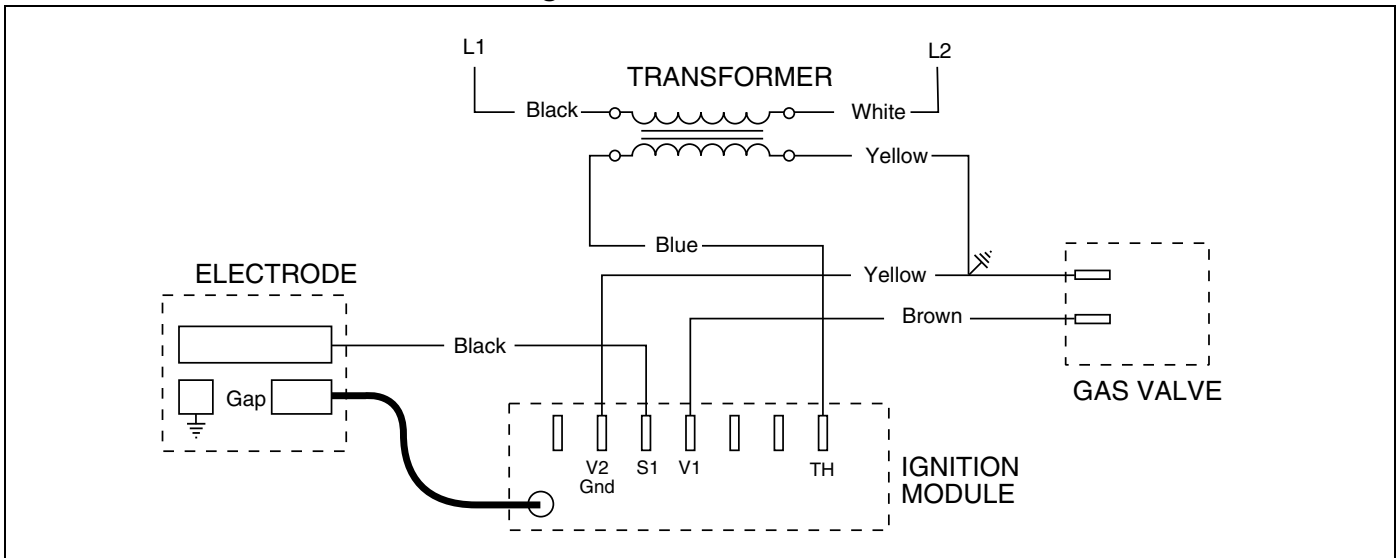 L1
L2
TRANSFORMER
Black
White
Yellow
Blue
ELECTRODE
Yellow
Brown
Black
Gap
GAS VALVE
V2
Gnd
S1
V1
TH
IGNITION
MODULE